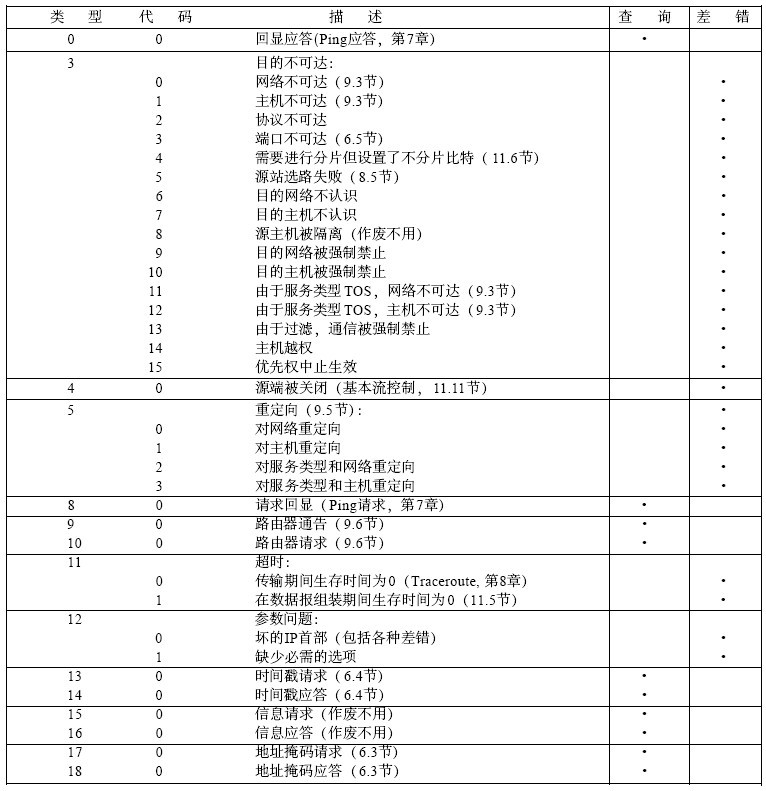 类 型 代 码 描 述 查 询 差 错
0 0 回显应答(Ping应答，第7章) ·
3 目的不可达：
0 网络不可达（9.3节） ·
1 主机不可达（9.3节） ·
2 协议不可达 ·
3 端口不可达（6.5节） ·
4 需要进行分片但设置了不分片比特（11.6节） ·
5 源站选路失败（8.5节） ·
6 目的网络不认识 ·
7 目的主机不认识 ·
8 源主机被隔离（作废不用） ·
9 目的网络被强制禁止 ·
10 目的主机被强制禁止 ·
11 由于服务类型TOS，网络不可达（9.3节） ·
12 由于服务类型TOS，主机不可达（9.3节） ·
13 由于过滤，通信被强制禁止 ·
14 主机越权 ·
15 优先权中止生效 ·
4 0 源端被关闭（基本流控制，11.11节） ·
5 重定向（9.5节）： ·
0 对网络重定向 ·
1 对主机重定向 ·
2 对服务类型和网络重定向 ·
3 对服务类型和主机重定向 ·
8 0 请求回显（Ping请求，第7章） ·
9 0 路由器通告（9.6节） ·
10 0 路由器请求（9.6节） ·
11 超时：
0 传输期间生存时间为0（Traceroute, 第8章） ·
1 在数据报组装期间生存时间为0（11.5节） ·
12 参数问题：
0 坏的IP首部（包括各种差错） ·
1 缺少必需的选项 ·
13 0 时间戳请求（6.4节） ·
14 0 时间戳应答（6.4节） ·
15 0 信息请求（作废不用） ·
16 0 信息应答（作废不用） ·
17 0 地址掩码请求（6.3节） ·
18 0 地址掩码应答（6.3节） ·